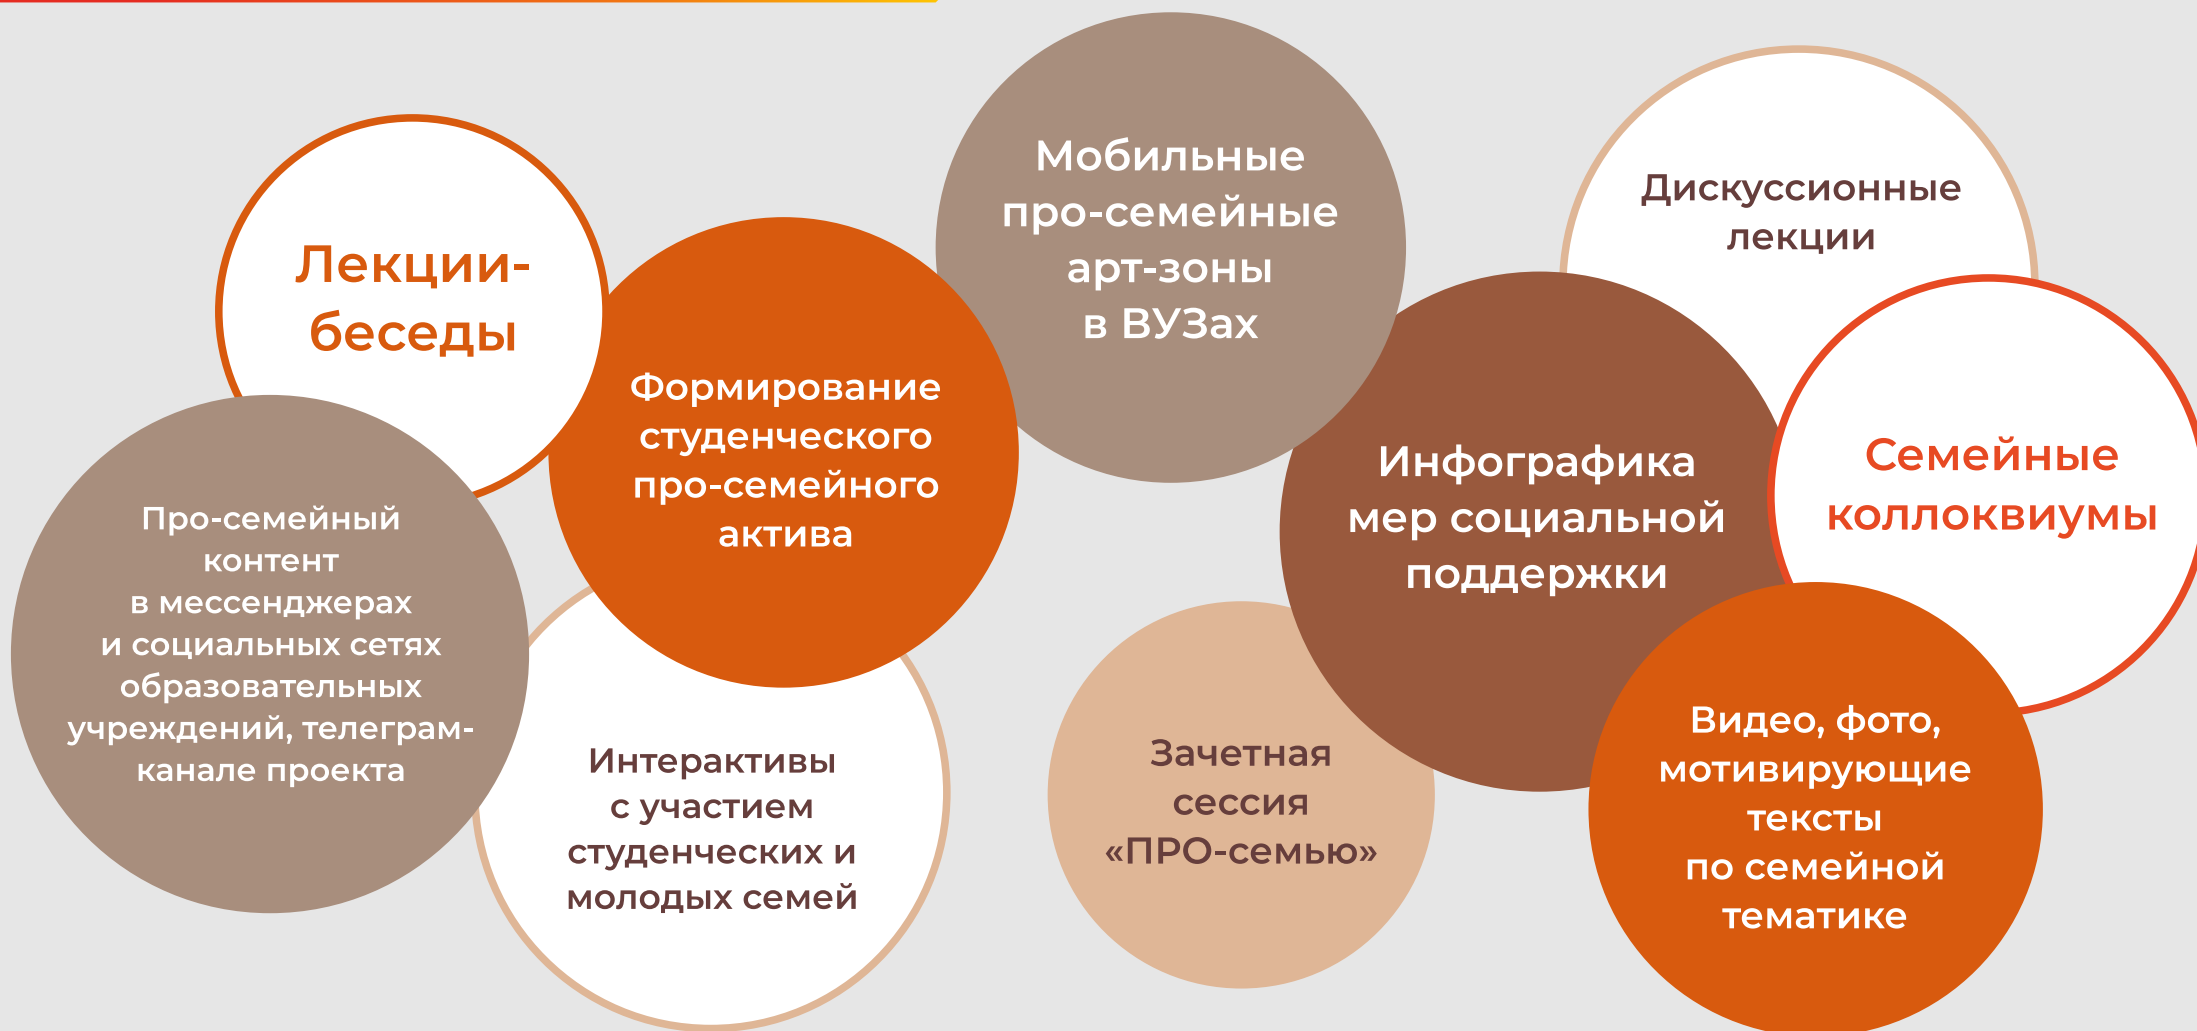 Лекции-
беседы
Про-семейный
контент
в мессенджерах
и социальных сетях
образовательных
учреждений, телеграм-
канале проекта
Формирование
студенческого
про-семейного
актива
Интерактивы
с участием
студенческих и
молодых семей
Мобильные
про-семейные
арт-зоны
в ВУЗах
Зачетная
сессия
«ПРО-семью»
Инфографика
мер социальной
поддержки
Дискуссионные
лекции
Семейные
коллоквиумы
Видео, фото,
мотивирующие
тексты
по семейной
тематике